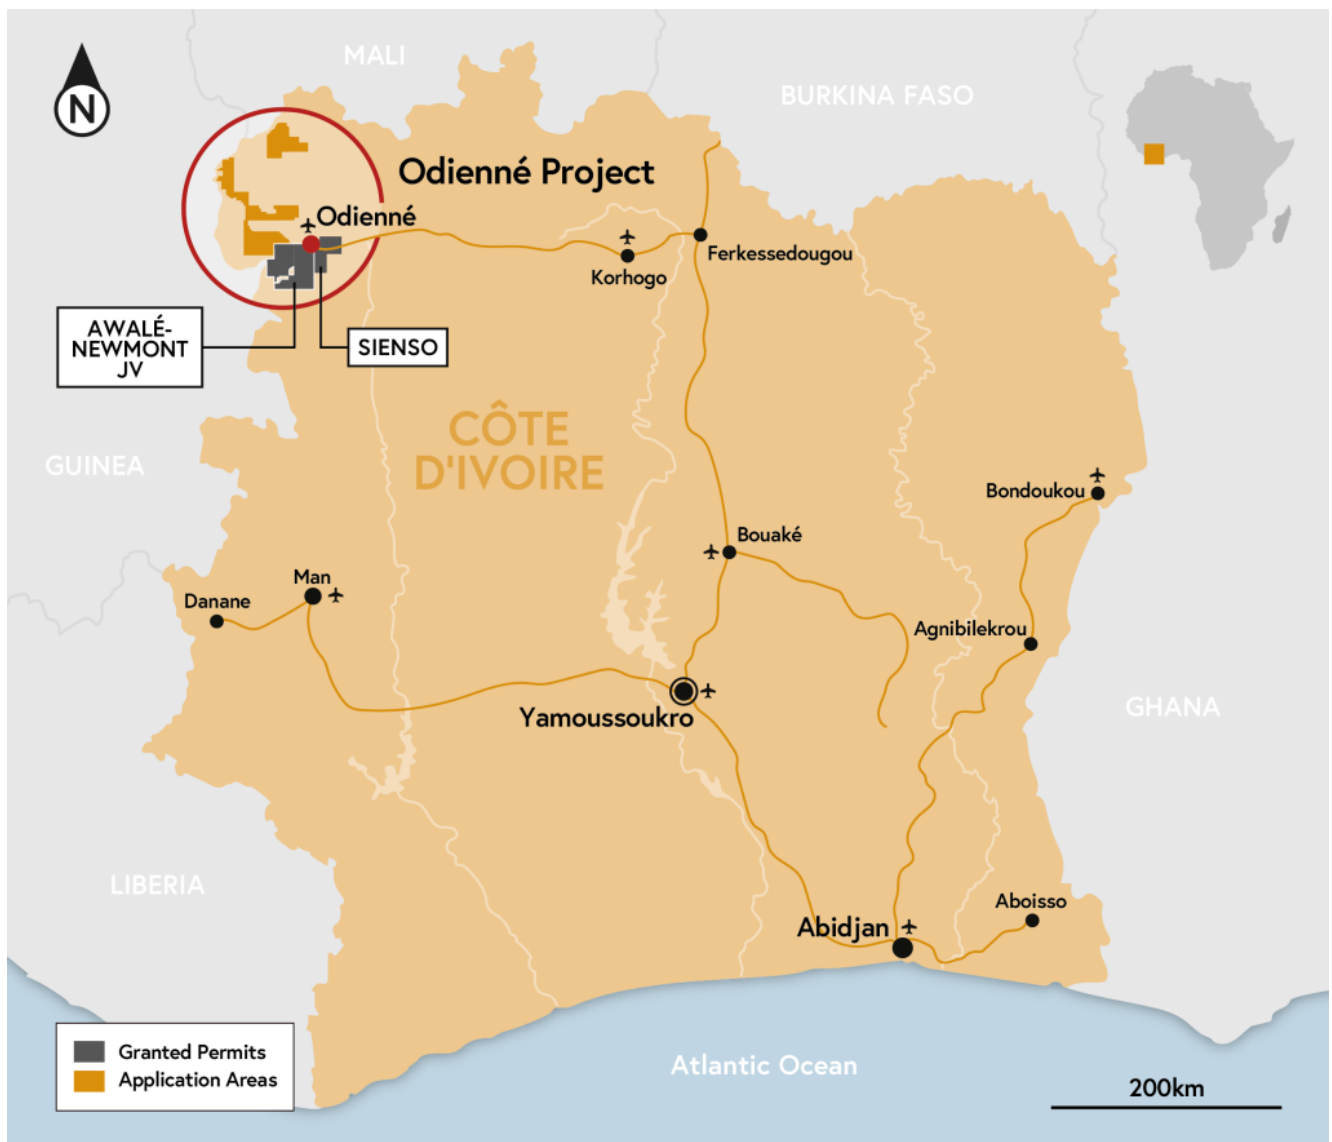 MALI
BURKINA FASO
N
Odienné Project
Odienné
Ferkessedougou
Korhogo
AWALÉ-
NEWMONT
JV
SIENSO
CÔTE
D'IVOIRE
GUINEA
Bondoukou
Bouaké
Man
Danane
Agnibilekrou
Yamoussoukro
GHANA
LIBERIA
Aboisso
Abidjan
Granted Permits
Application Areas
Atlantic Ocean
200km